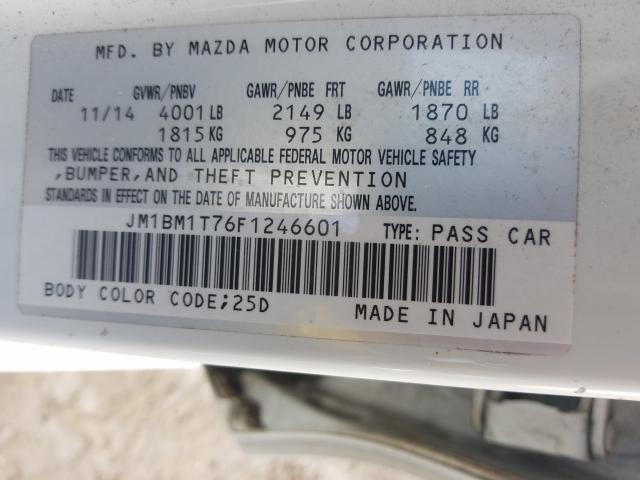 MFD. BY MAZDA MOTOR CORPORATION
DATE GVWR/PNBV GAWR/PNBE FRT GAWR/PNBE RR
11/14 4001 LB 2149 LB 1870 LB
1815 KG 975 KG 848 KG
THIS VEHICLE CONFORMS TO ALL APPLICABLE FEDERAL MOTOR VEHICLE SAFETY
,BUMPER,AND THEFT PREVENTION
STANDARDS IN EFFECT ON THE DATE OF MANUFACTURE SHOWN ABOVE.
JM1BM1T76F1246601 TYPE: PASS CAR
BODY COLOR CODE;25D MADE IN JAPAN